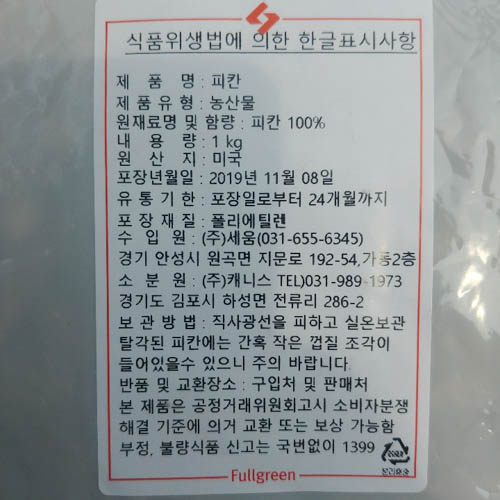 식품위생법에 의한 한글표시사항
제 품 명 : 피칸
제 품 유 형 : 농산물
원재료명 및 함량 : 피칸 100%
내 용 량 : 1 kg
원 산 지 : 미국
포장년월일 : 2019년 11월 08일
유 통 기 한 : 포장일로부터 24개월까지
포 장 재 질 : 폴리에틸렌
수 입 원 : (주)세움(031-655-6345)
경기 안성시 원곡면 지문로 192-54,가동2층
소 분 원 : (주)캐니스 TEL)031-989-1973
경기도 김포시 하성면 전류리 286-2
보 관 방 법 : 직사광선을 피하고 실온보관
탈각된 피칸에는 간혹 작은 껍질 조각이
들어있을수 있으니 주의 바랍니다.
반품 및 교환장소 : 구입처 및 판매처
본 제품은 공정거래위원회고시 소비자분쟁
해결 기준에 의거 교환 또는 보상 가능함
부정, 불량식품 신고는 국번없이 1399
분리배출
Fullgreen